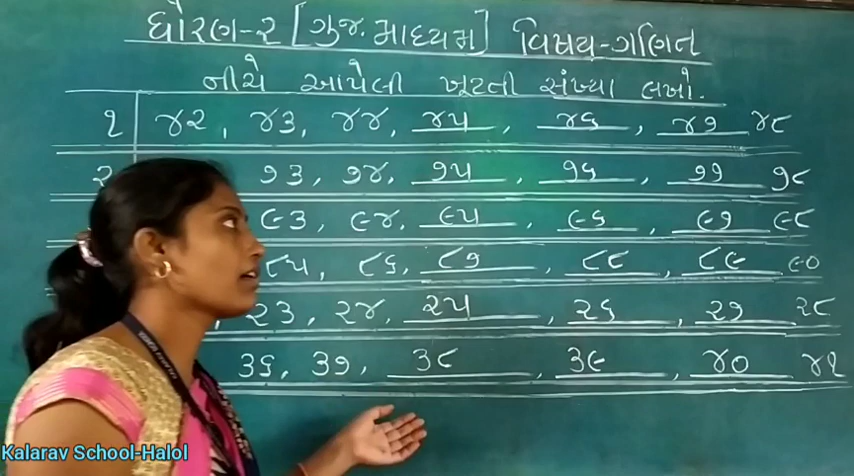 ધોરણ-૨ [ગુજ. માધ્યમ] વિષય-ગણિત
નીચે આપેલી ખૂટતી સંખ્યા લખો.
૧ ૪૨, ૪૩, ૪૪, ૪૫, ૪૬, ૪૭ ૪૮
૨ ૭૩, ૭૪, ૭૫, ૭૬, ૭૭ ૭૮
૯૩, ૯૪, ૯૫, ૯૬, ૯૭ ૯૮
૮૫, ૮૬, ૮૭, ૮૮, ૮૯ ૯૦
, ૨૩, ૨૪, ૨૫, ૨૬, ૨૭ ૨૮
૩૬, ૩૭, ૩૮, ૩૯, ૪૦ ૪૧
Kalarav School-Halol